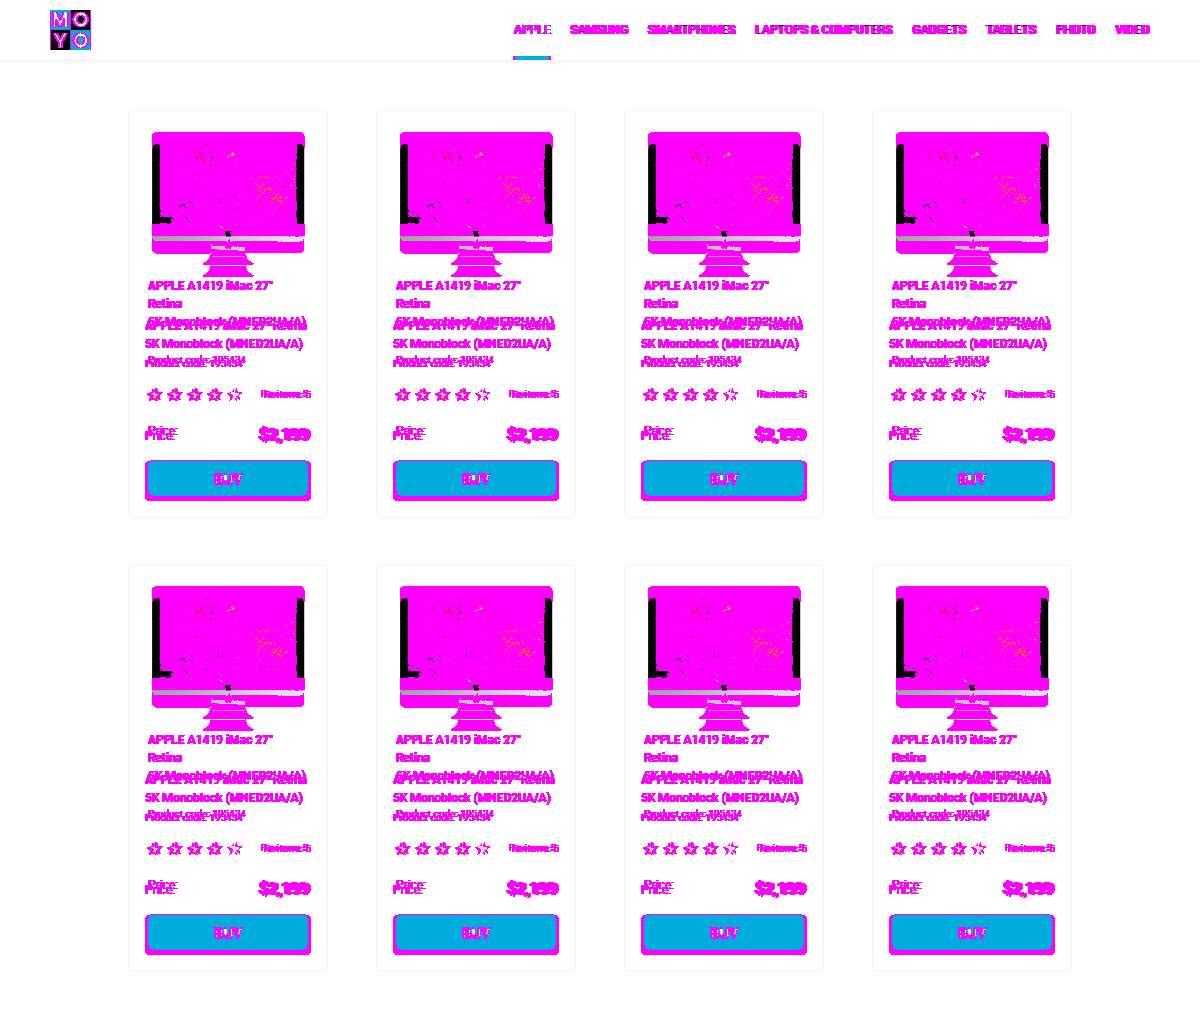 MOYO
APPLE SAMSUNG SMARTPHONES LAPTOPS & COMPUTERS GADGETS TABLETS PHOTO VIDEO
APPLE A1419 iMac 27"
Retina
5K Monoblock (MNED2UA/A)
APPLE A1419 iMac 27" Retina
5K Monoblock (MNED2UA/A)
Product code: 195434
Reviews: 5
Price: $2,199
BUY
APPLE A1419 iMac 27"
Retina
5K Monoblock (MNED2UA/A)
APPLE A1419 iMac 27" Retina
5K Monoblock (MNED2UA/A)
Product code: 195434
Reviews: 5
Price: $2,199
BUY
APPLE A1419 iMac 27"
Retina
5K Monoblock (MNED2UA/A)
APPLE A1419 iMac 27" Retina
5K Monoblock (MNED2UA/A)
Product code: 195434
Reviews: 5
Price: $2,199
BUY
APPLE A1419 iMac 27"
Retina
5K Monoblock (MNED2UA/A)
APPLE A1419 iMac 27" Retina
5K Monoblock (MNED2UA/A)
Product code: 195434
Reviews: 5
Price: $2,199
BUY
APPLE A1419 iMac 27"
Retina
5K Monoblock (MNED2UA/A)
APPLE A1419 iMac 27" Retina
5K Monoblock (MNED2UA/A)
Product code: 195434
Reviews: 5
Price: $2,199
BUY
APPLE A1419 iMac 27"
Retina
5K Monoblock (MNED2UA/A)
APPLE A1419 iMac 27" Retina
5K Monoblock (MNED2UA/A)
Product code: 195434
Reviews: 5
Price: $2,199
BUY
APPLE A1419 iMac 27"
Retina
5K Monoblock (MNED2UA/A)
APPLE A1419 iMac 27" Retina
5K Monoblock (MNED2UA/A)
Product code: 195434
Reviews: 5
Price: $2,199
BUY
APPLE A1419 iMac 27"
Retina
5K Monoblock (MNED2UA/A)
APPLE A1419 iMac 27" Retina
5K Monoblock (MNED2UA/A)
Product code: 195434
Reviews: 5
Price: $2,199
BUY